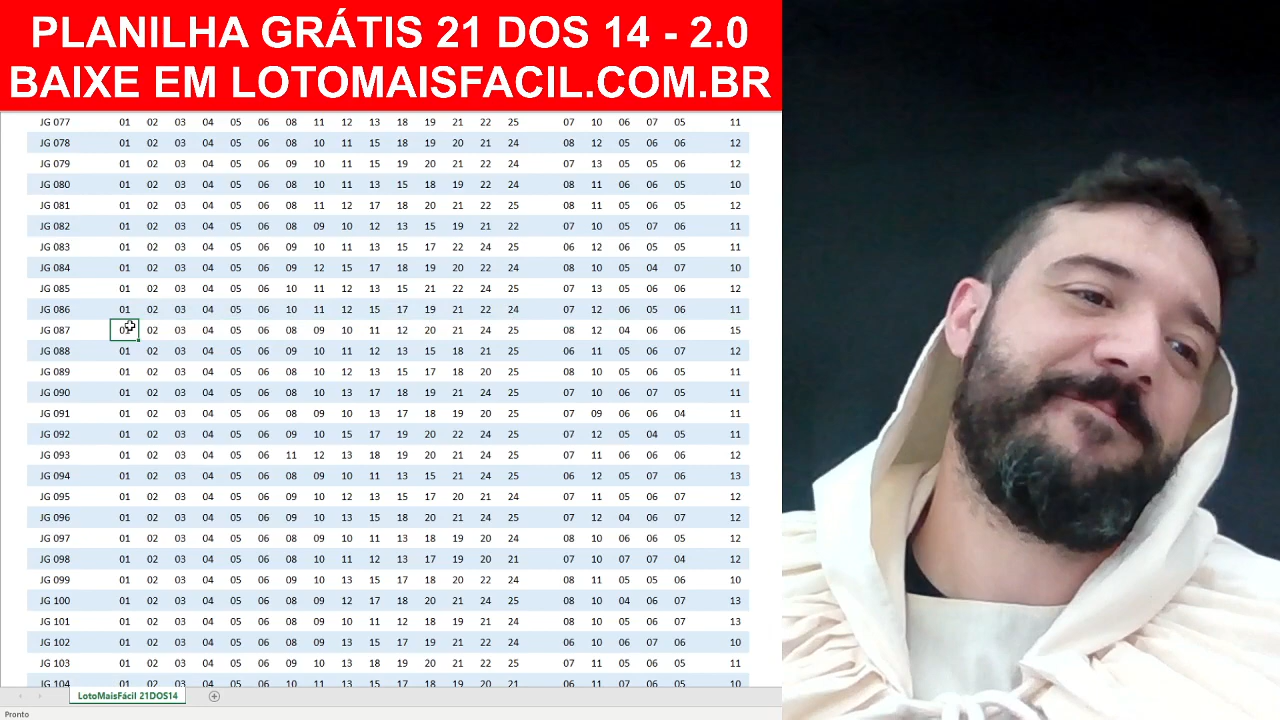 PLANILHA GRÁTIS 21 DOS 14 - 2.0
BAIXE EM LOTOMAISFACIL.COM.BR
JG 077 01 02 03 04 05 06 08 11 12 13 18 19 21 22 25 07 10 06 07 05 11
JG 078 01 02 03 04 05 06 08 10 11 15 18 19 20 21 24 08 12 05 06 06 12
JG 079 01 02 03 04 05 06 09 10 11 15 19 20 21 22 24 07 13 05 05 06 12
JG 080 01 02 03 04 05 06 08 10 11 13 15 18 19 22 24 08 11 06 06 05 10
JG 081 01 02 03 04 05 06 08 11 12 17 18 20 21 22 25 08 11 05 06 05 12
JG 082 01 02 03 04 05 06 08 09 10 12 13 15 19 21 22 07 10 05 07 06 11
JG 083 01 02 03 04 05 06 09 10 11 13 15 17 22 24 25 06 12 06 05 06 11
JG 084 01 02 03 04 05 06 09 12 15 17 18 19 20 22 24 08 10 05 04 07 10
JG 085 01 02 03 04 05 06 10 11 12 13 15 21 22 24 25 07 13 05 06 06 12
JG 086 01 02 03 04 05 06 10 11 12 15 17 19 21 22 24 07 12 06 05 06 11
JG 087 01 02 03 04 05 06 08 09 10 11 12 20 21 24 25 08 12 04 06 06 15
JG 088 01 02 03 04 05 06 09 10 11 12 13 15 18 21 25 06 11 05 06 07 12
JG 089 01 02 03 04 05 06 08 10 12 13 15 17 18 20 25 08 10 05 06 05 11
JG 090 01 02 03 04 05 06 08 10 13 17 18 19 21 24 25 07 10 06 07 05 11
JG 091 01 02 03 04 05 06 08 09 10 13 17 18 19 20 25 07 09 06 06 04 11
JG 092 01 02 03 04 05 06 09 10 15 17 19 20 22 24 25 07 12 05 04 05 11
JG 093 01 02 03 04 05 06 11 12 13 18 19 20 21 24 25 07 11 06 06 06 12
JG 094 01 02 03 04 05 06 08 09 10 11 13 15 21 24 25 06 12 05 07 06 13
JG 095 01 02 03 04 05 06 09 10 12 13 15 17 20 21 24 07 11 05 06 07 12
JG 096 01 02 03 04 05 06 08 10 13 15 18 20 21 24 25 07 12 04 06 07 12
JG 097 01 02 03 04 05 06 09 10 11 13 18 19 20 24 25 08 10 06 06 05 11
JG 098 01 02 03 04 05 06 08 10 11 12 13 17 19 20 21 07 10 07 07 04 12
JG 099 01 02 03 04 05 06 09 10 13 15 17 18 20 22 24 08 11 05 05 06 10
JG 100 01 02 03 04 05 06 08 09 12 17 18 20 21 24 25 08 10 04 06 07 13
JG 101 01 02 03 04 05 06 08 09 10 11 12 18 19 21 24 08 10 05 06 07 13
JG 102 01 02 03 04 05 06 08 09 13 15 17 19 21 22 24 06 10 06 06 06 10
JG 103 01 02 03 04 05 06 09 10 13 18 19 20 21 22 25 07 11 05 05 06 11
JG 104 01 02 03 04 05 06 10 11 13 15 17 18 19 20 21 06 11 07 06 05 10
LotoMaisFácil 21DOS14
Pronto